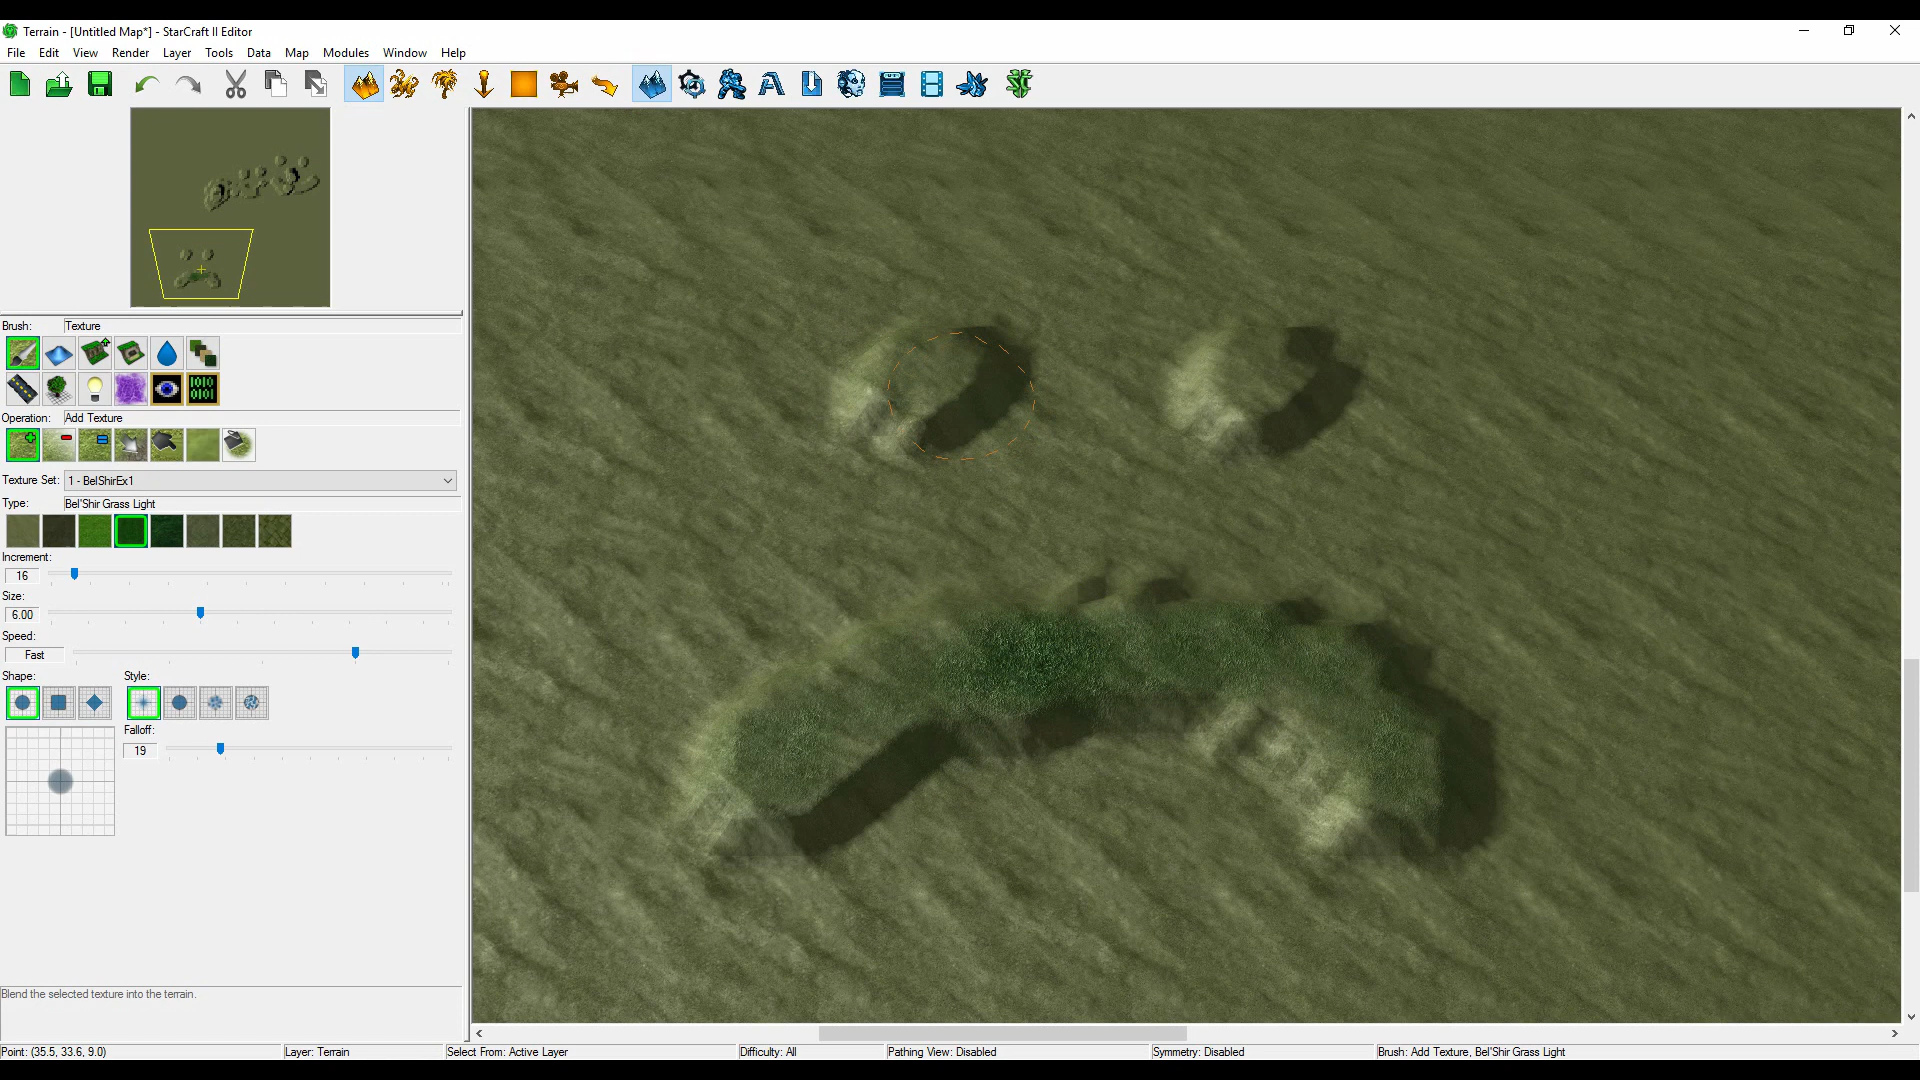 Terrain - [Untitled Map*] - StarCraft II Editor
File Edit View Render Layer Tools Data Map Modules Window Help
Brush: Texture
Operation: Add Texture
Texture Set: 1 - BelShirEx1
Type: Bel'Shir Grass Light
Increment:
16
Size:
6.00
Speed:
Fast
Shape: Style:
Falloff:
19
Blend the selected texture into the terrain.
Point: (35.5, 33.6, 9.0) Layer: Terrain Select From: Active Layer Difficulty: All Pathing View: Disabled Symmetry: Disabled Brush: Add Texture, Bel'Shir Grass Light